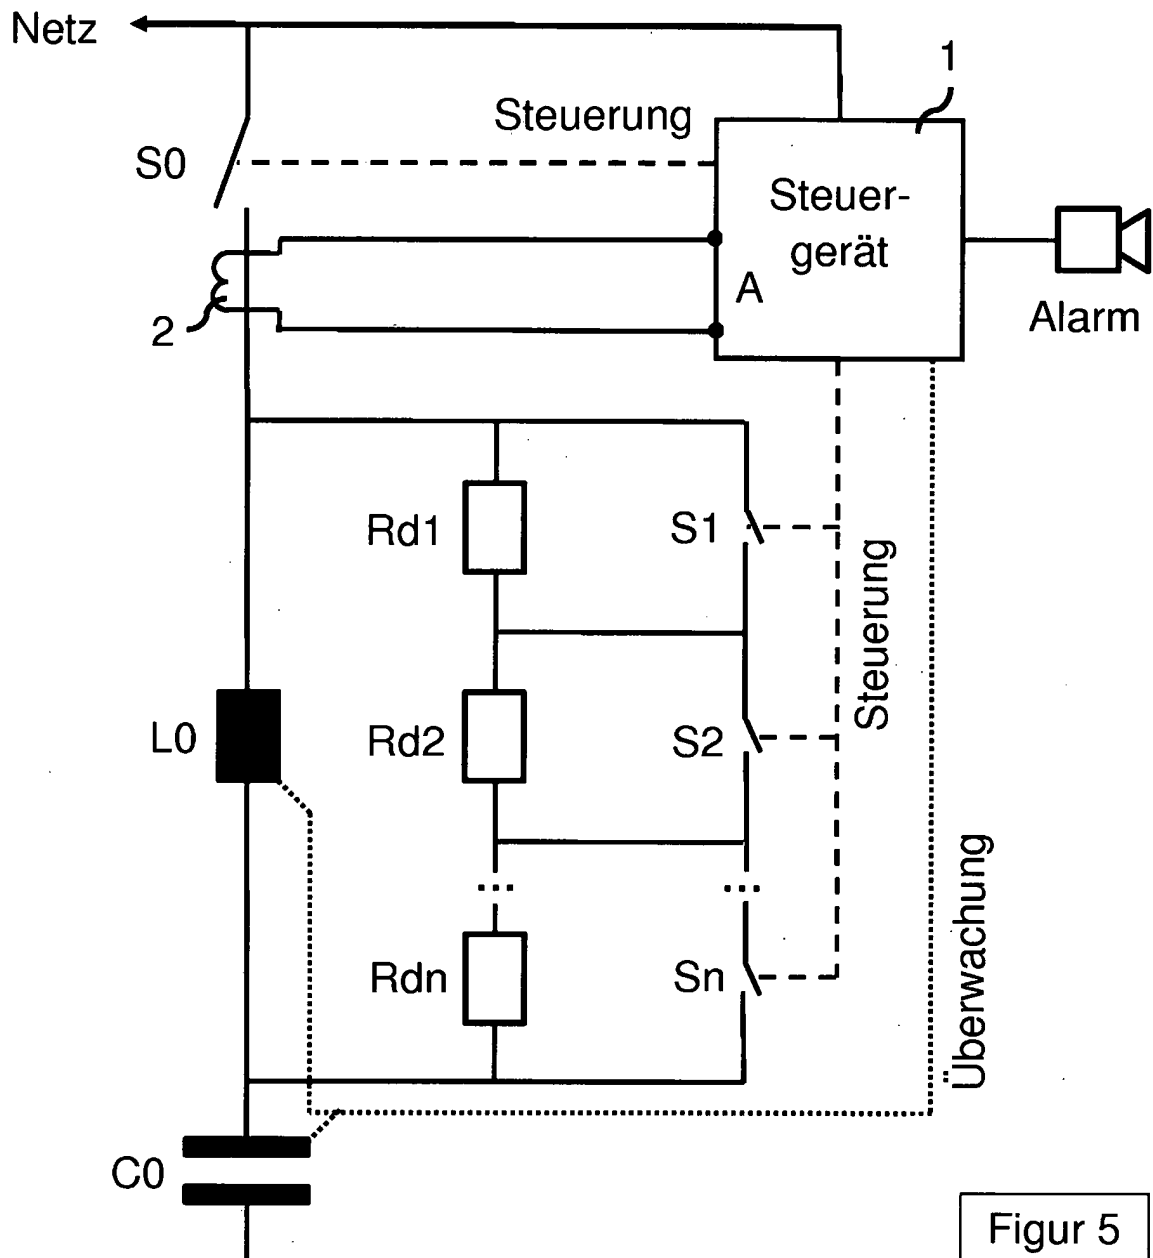 Netz
1
Steuerung
S0
Steuer-
gerät
A
2
Alarm
Rd1
S1
Steuerung
L0
Rd2
S2
...
...
Überwachung
Rdn
Sn
C0
Figur 5